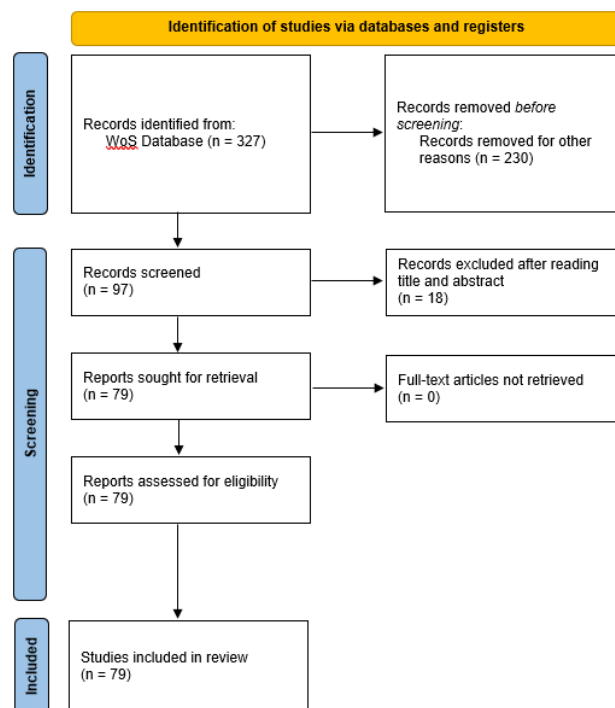 Identification of studies via databases and registers
Identification
Records identified from:
WoS Database (n = 327)
Records removed before
screening:
Records removed for other
reasons (n = 230)
Screening
Records screened
(n = 97)
Records excluded after reading
title and abstract
(n = 18)
Reports sought for retrieval
(n = 79)
Full-text articles not retrieved
(n = 0)
Reports assessed for eligibility
(n = 79)
Included
Studies included in review
(n = 79)